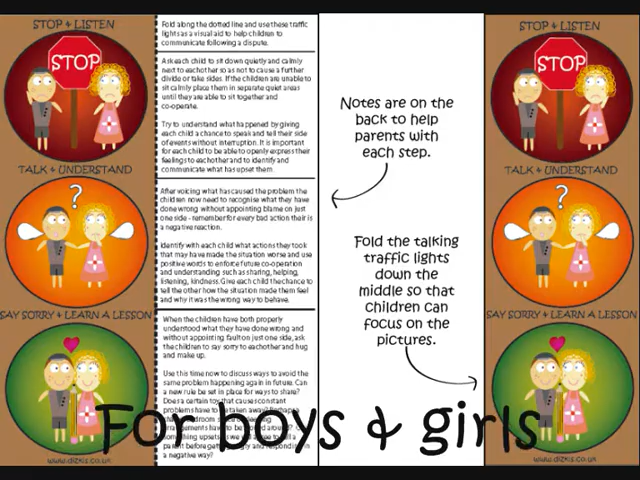 STOP & LISTEN
STOP
TALK & UNDERSTAND
?
SAY SORRY & LEARN A LESSON
Fold along the dotted line and use these traffic
lights as a visual aid to help children to
communicate following a dispute.
Ask each child to sit down quietly and calmly
next to eachother so as not to cause a further
divide or take sides. If the children are unable to
sit calmly place them in separate quiet areas
until they are able to sit together and
co-operate.
Try to understand what happened by giving
each child a chance to speak and tell their side
of events without interruption. It is important
for each child to be able to openly express their
feelings to eachother and to identify and
communicate what has upset them
After voicing what has caused the problem the
children now need to recognise what they have
done wrong without appointing blame on just
one side - remember for every bad action their is
a negative reaction.
Identify with each child what actions they took
that may have made the situation worse and use
positive words to enforce future co-operation
and understanding such as sharing, helping,
listening, kindness. Give each child the chance to
tell the other how the situation made them feel
and why it was the wrong way to behave.
When the children have both properly
understood what they have done wrong and
without appointing fault on just one side, ask
the children to say sorry to eachother and hug
and make up.
Use this time now to discuss ways to avoid the
same problem happening again in future. Can
a new rule be set in place for ways to share?
Does a certain toy that causes constant
problems have to be taken away?
a negative way?
www.dizkis.co.uk
Notes are on the
back to help
parents with
each step.
Fold the talking
traffic lights
down the
middle so that
children can
focus on the
pictures.
STOP & LISTEN
STOP
TALK & UNDERSTAND
?
SAY SORRY & LEARN A LESSON
For boys & girls